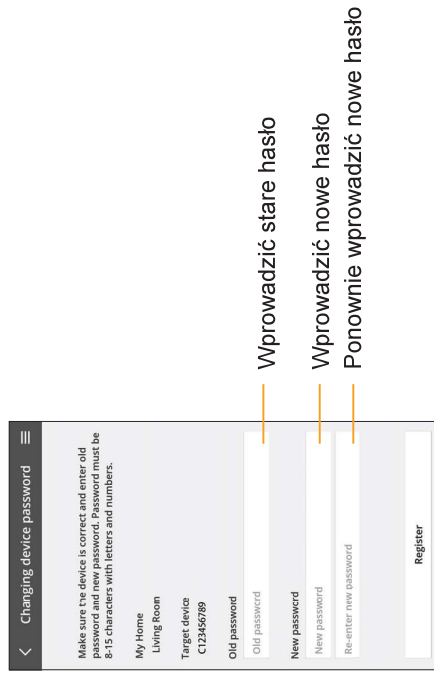 Changing device password
Make sure the device is correct and enter old
password and new password. Password must be
8-15 characters with letters and numbers.
My Home
Living Room
Target device
C123456789
Old password
Old password
Wprowadzić stare hasło
New password
New password
Wprowadzić nowe hasło
Re-enter new password
Ponownie wprowadzić nowe hasło
Register